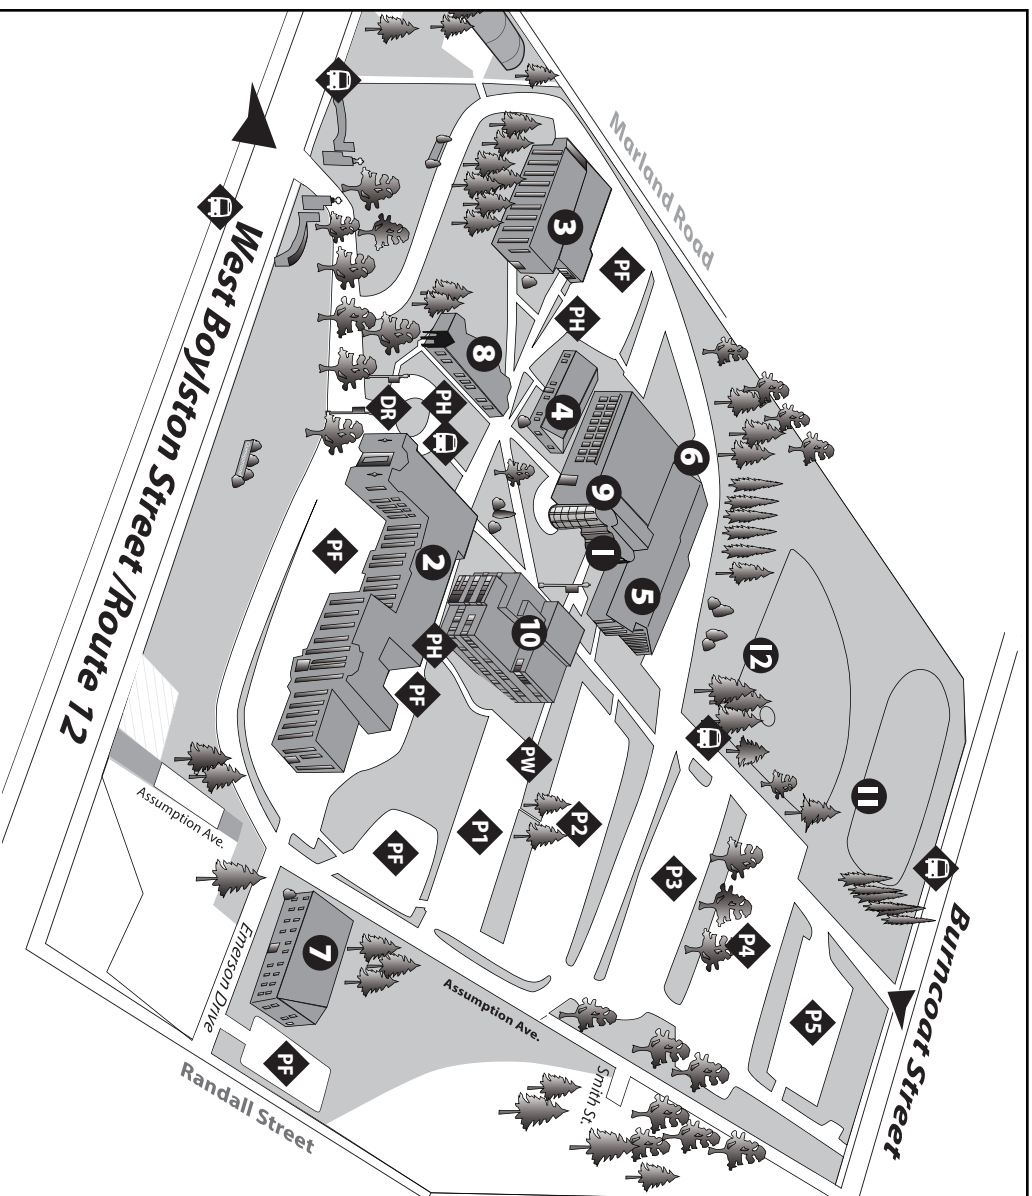 Burncoat Street
11
P5
12
P4
6
P3
Marland Road
5
PF
9
1
Smith St.
P2
PH
3
4
10
PW
Assumption Ave.
8
P1
PH
2
PH
PF
PF
DR
PF
7
PF
Randall Street
Emerson Drive
Assumption Ave.
West Boylston Street /Route 12